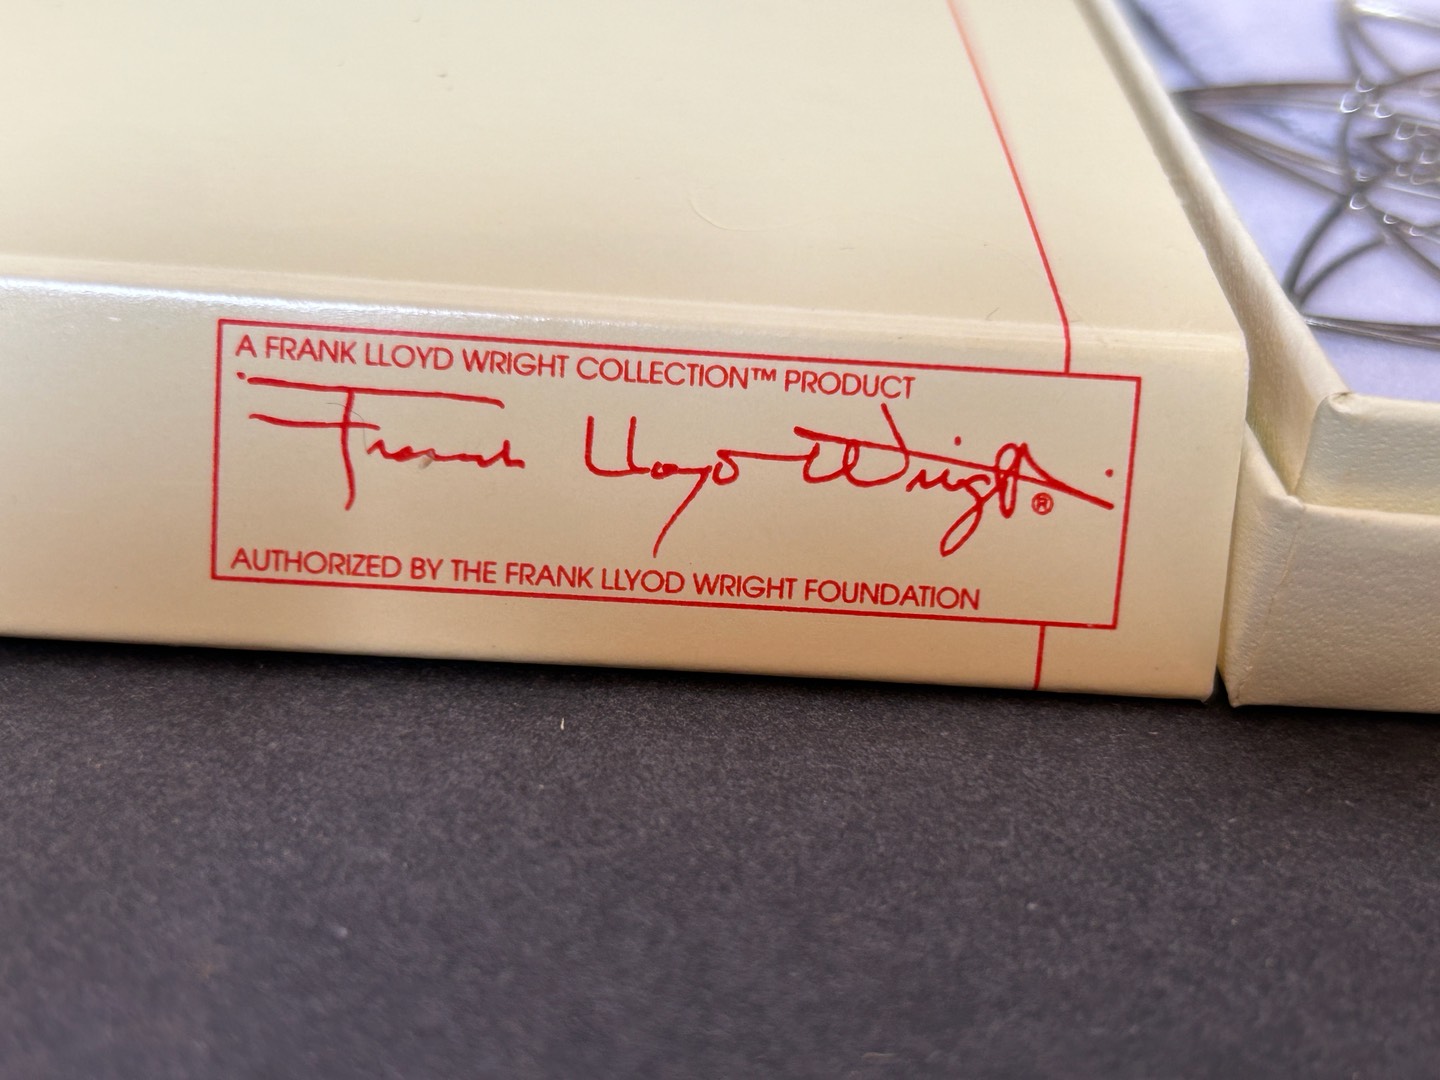 A FRANK LLOYD WRIGHT COLLECTION™ PRODUCT
Frank Lloyd Wright ®
AUTHORIZED BY THE FRANK LLYOD WRIGHT FOUNDATION